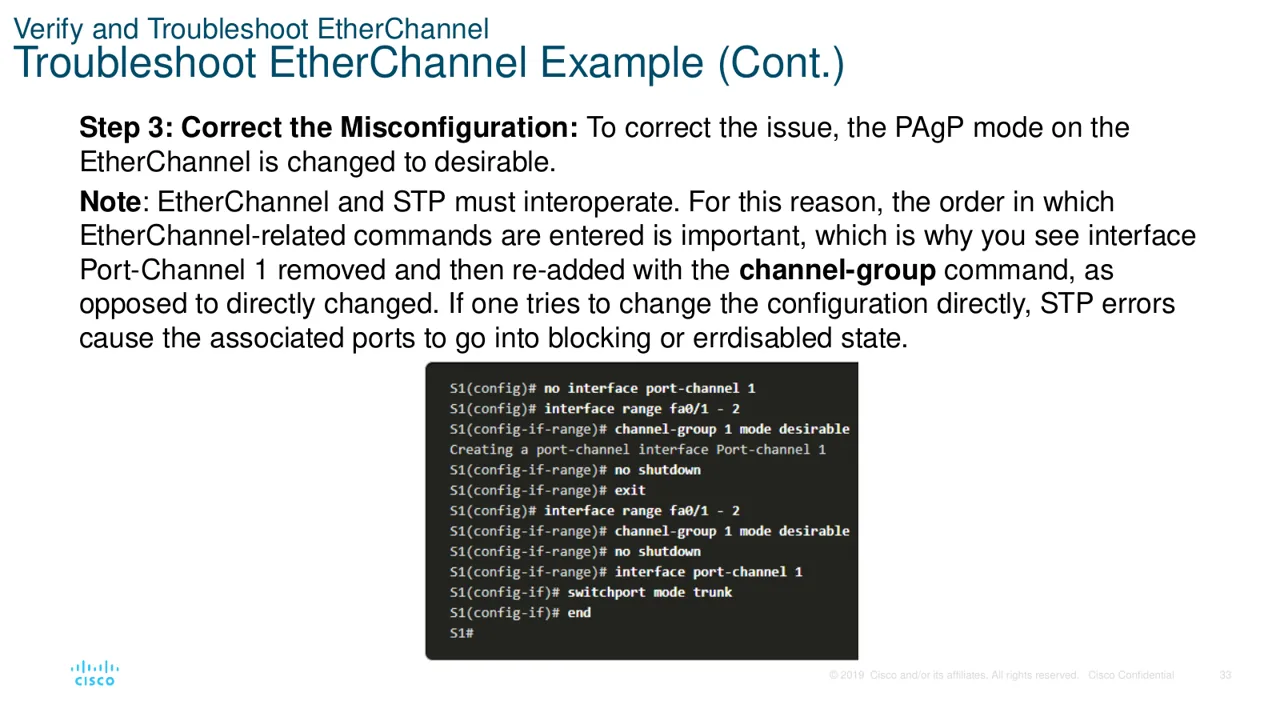 Verify and Troubleshoot EtherChannel
Troubleshoot EtherChannel Example (Cont.)
Step 3: Correct the Misconfiguration: To correct the issue, the PAgP mode on the
EtherChannel is changed to desirable.
Note: EtherChannel and STP must interoperate. For this reason, the order in which
EtherChannel-related commands are entered is important, which is why you see interface
Port-Channel 1 removed and then re-added with the channel-group command, as
opposed to directly changed. If one tries to change the configuration directly, STP errors
cause the associated ports to go into blocking or errdisabled state.
S1(config)# no interface port-channel 1
S1(config)# interface range fa0/1 - 2
S1(config-if-range)# channel-group 1 mode desirable
Creating a port-channel interface Port-channel 1
S1(config-if-range)# no shutdown
S1(config-if-range)# exit
S1(config)# interface range fa0/1 - 2
S1(config-if-range)# channel-group 1 mode desirable
S1(config-if-range)# no shutdown
S1(config-if-range)# interface port-channel 1
S1(config-if)# switchport mode trunk
S1(config-if)# end
S1#
CISCO
© 2019 Cisco and/or its affiliates. All rights reserved. Cisco Confidential
33